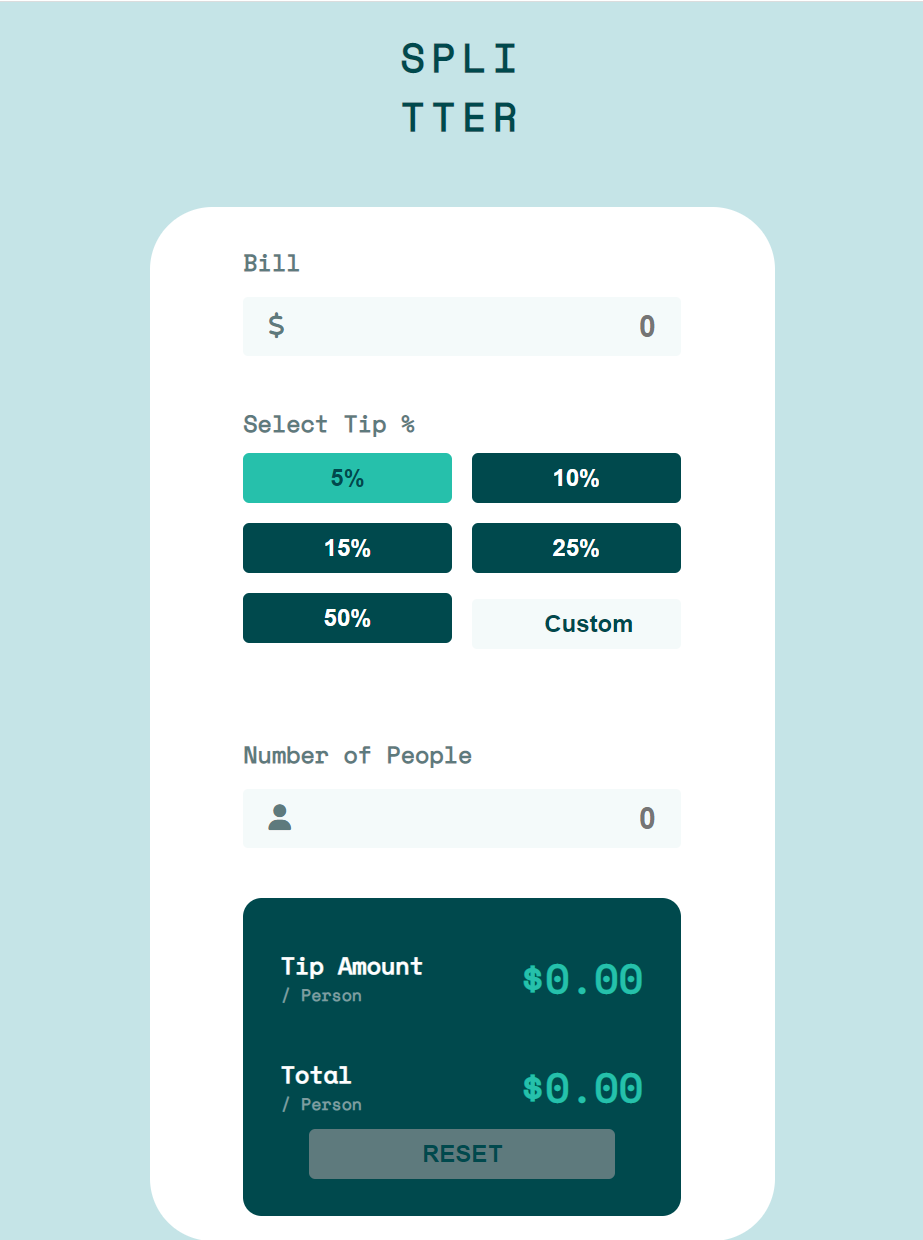 SPLI
TTER
Bill
$ 0
Select Tip %
5% 10%
15% 25%
50% Custom
Number of People
0
Tip Amount $0.00
/ Person
Total $0.00
/ Person
RESET